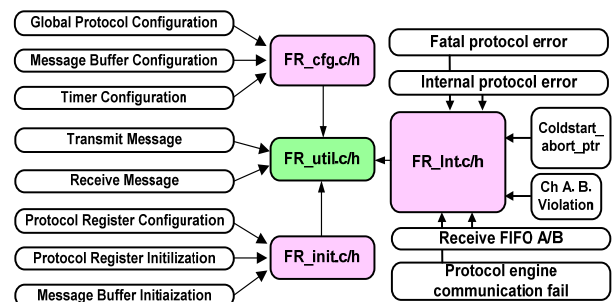 Global Protocol Configuration
Message Buffer Configuration
Timer Configuration
Transmit Message
Receive Message
Protocol Register Configuration
Protocol Register Initilization
Message Buffer Initiaization
FR_cfg.c/h
FR_util.c/h
FR_init.c/h
Fatal protocol error
Internal protocol error
FR_Int.c/h
Coldstart_
abort_ptr
Ch A. B.
Violation
Receive FIFO A/B
Protocol engine
communication fail